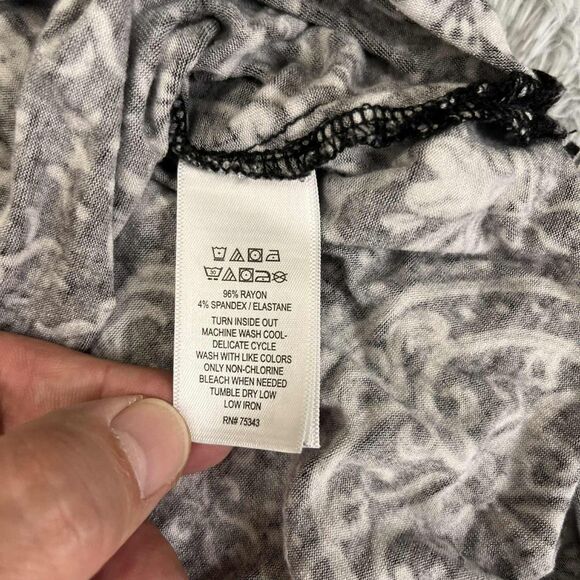 30
96% RAYON
4% SPANDEX / ELASTANE
TURN INSIDE OUT
MACHINE WASH COOL-
DELICATE CYCLE
WASH WITH LIKE COLORS
ONLY NON-CHLORINE
BLEACH WHEN NEEDED
TUMBLE DRY LOW
LOW IRON
RN# 75343